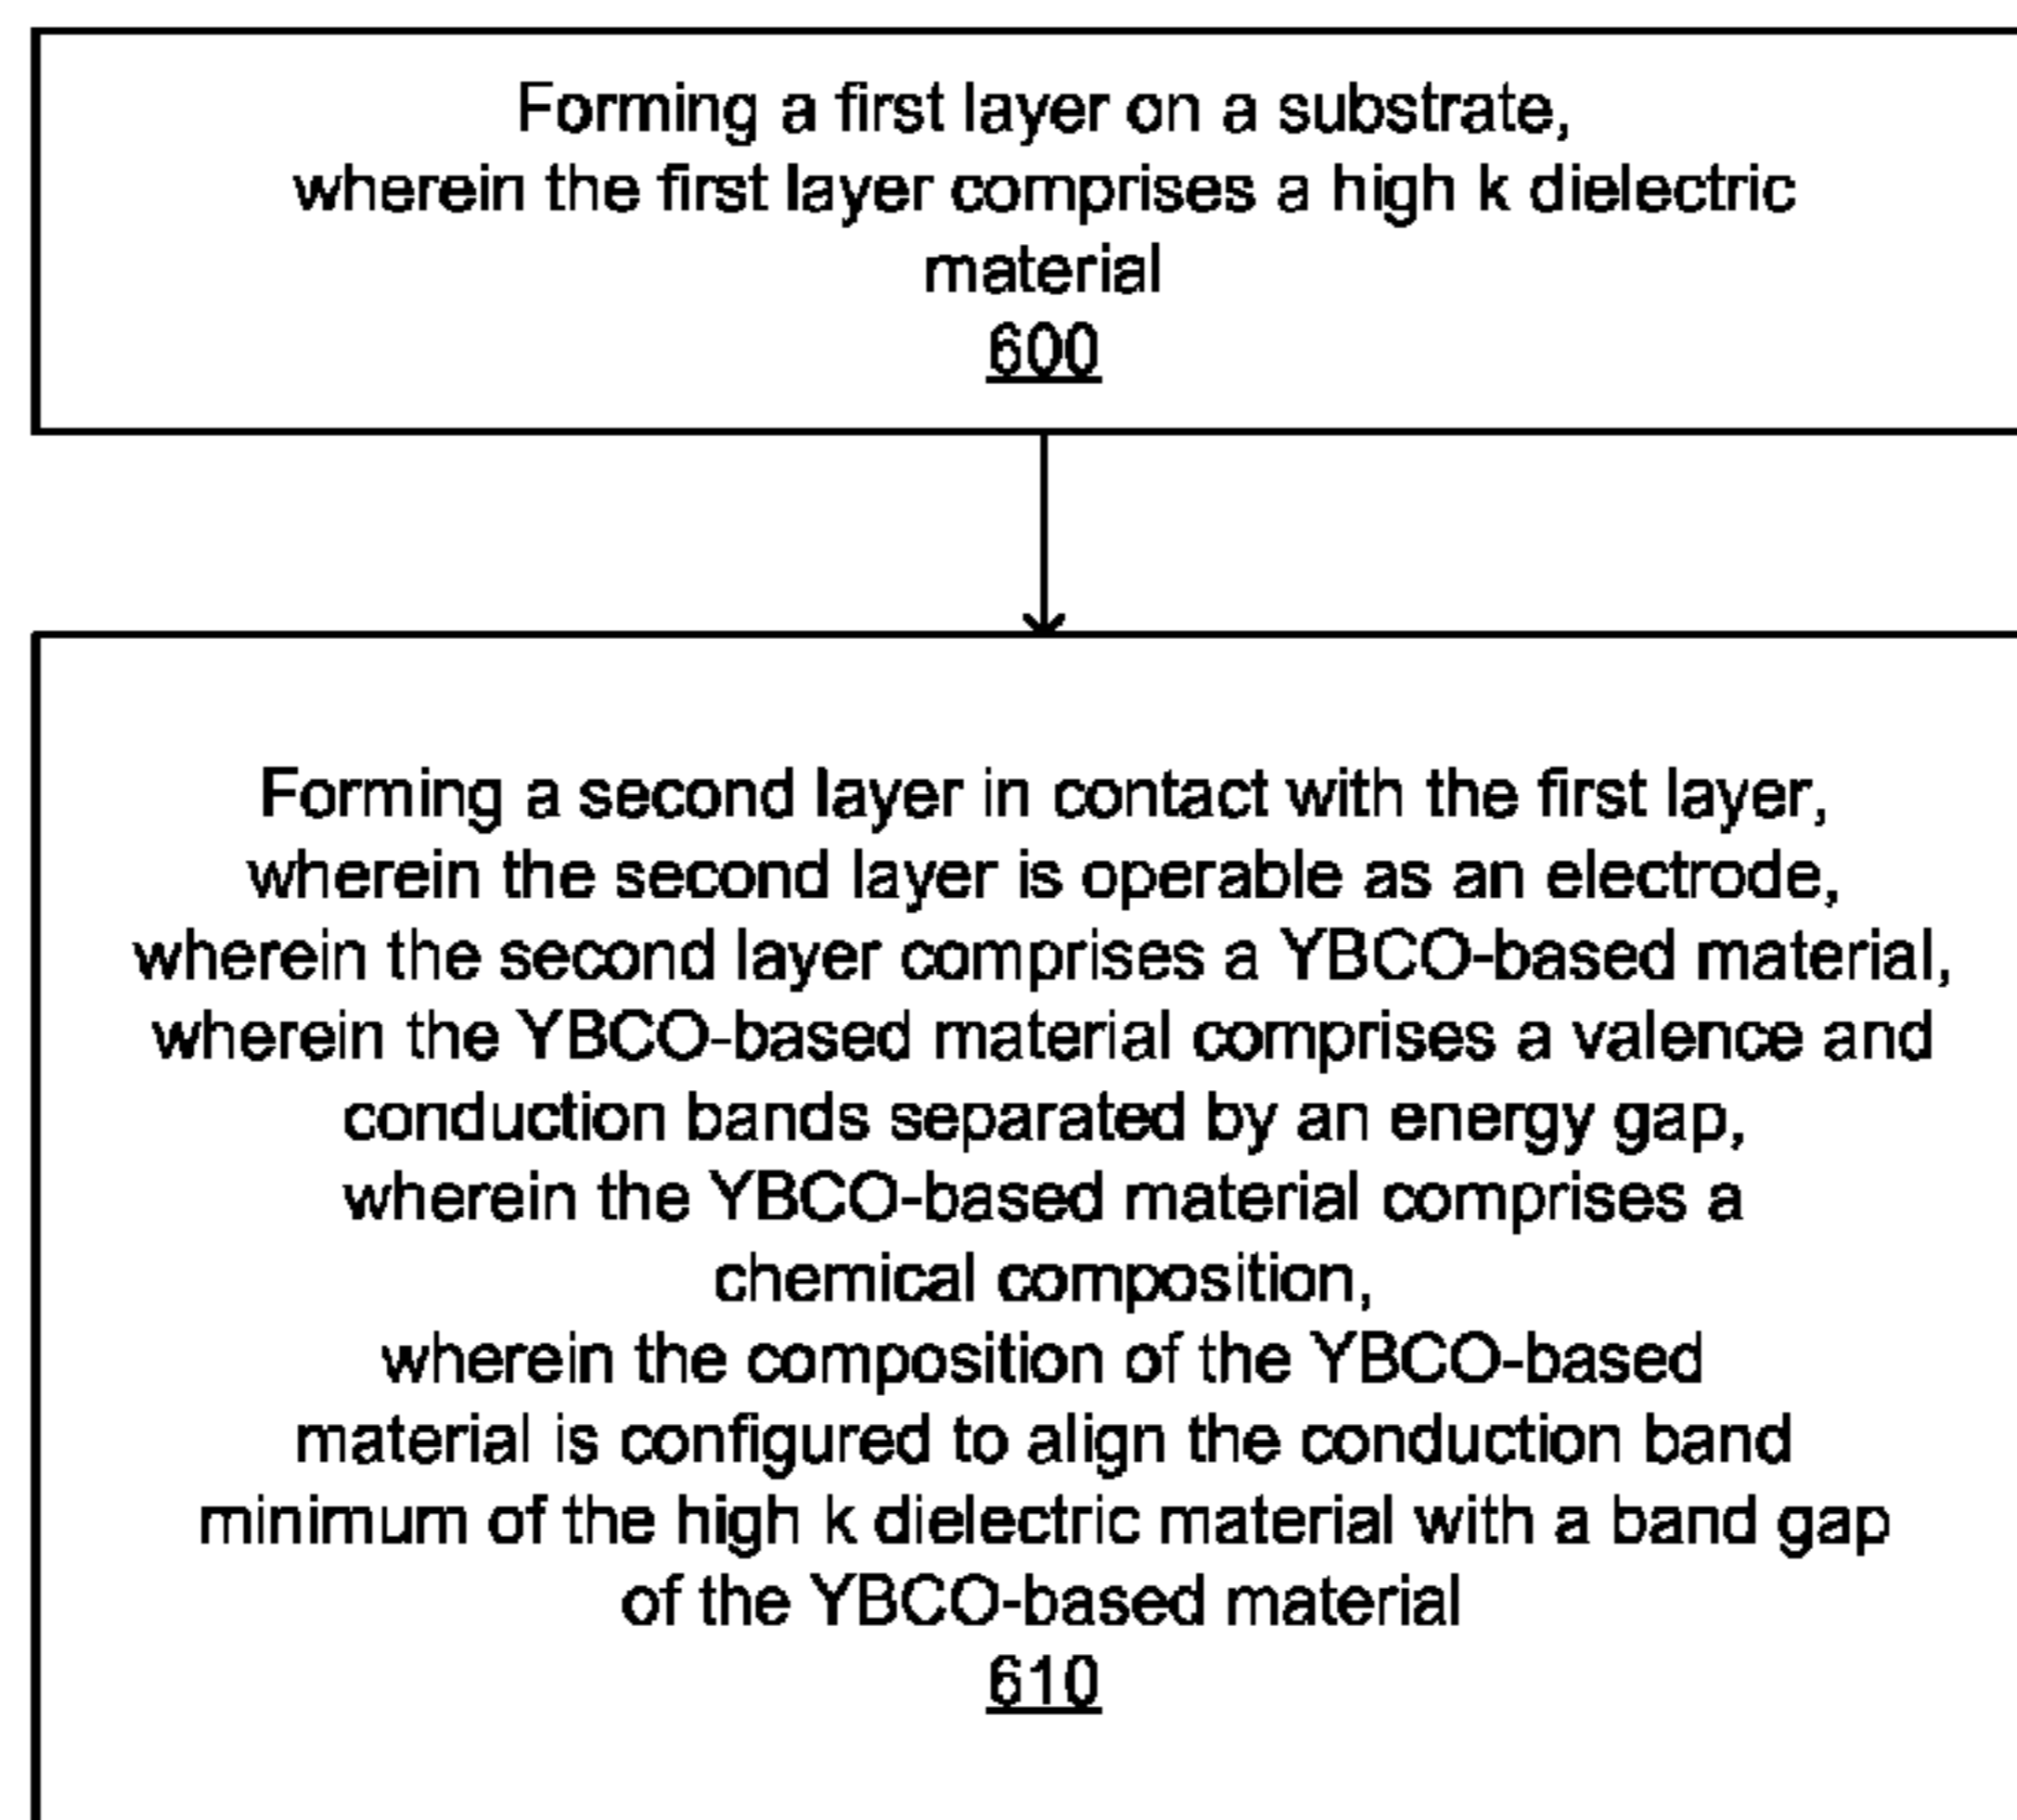 Forming a first layer on a substrate,
wherein the first layer comprises a high k dielectric
material
600
Forming a second layer in contact with the first layer,
wherein the second layer is operable as an electrode,
wherein the second layer comprises a YBCO-based material,
wherein the YBCO-based material comprises a valence and
conduction bands separated by an energy gap,
wherein the YBCO-based material comprises a
chemical composition,
wherein the composition of the YBCO-based
material is configured to align the conduction band
minimum of the high k dielectric material with a band gap
of the YBCO-based material
610